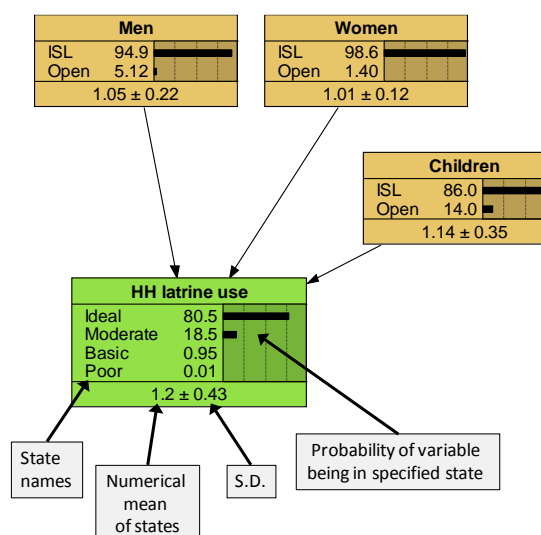 Men
ISL 94.9
Open 5.12
1.05 ± 0.22
Women
ISL 98.6
Open 1.40
1.01 ± 0.12
Children
ISL 86.0
Open 14.0
1.14 ± 0.35
HH latrine use
Ideal 80.5
Moderate 18.5
Basic 0.95
Poor 0.01
1.2 ± 0.43
State
names
Numerical
mean
of states
S.D.
Probability of variable
being in specified state